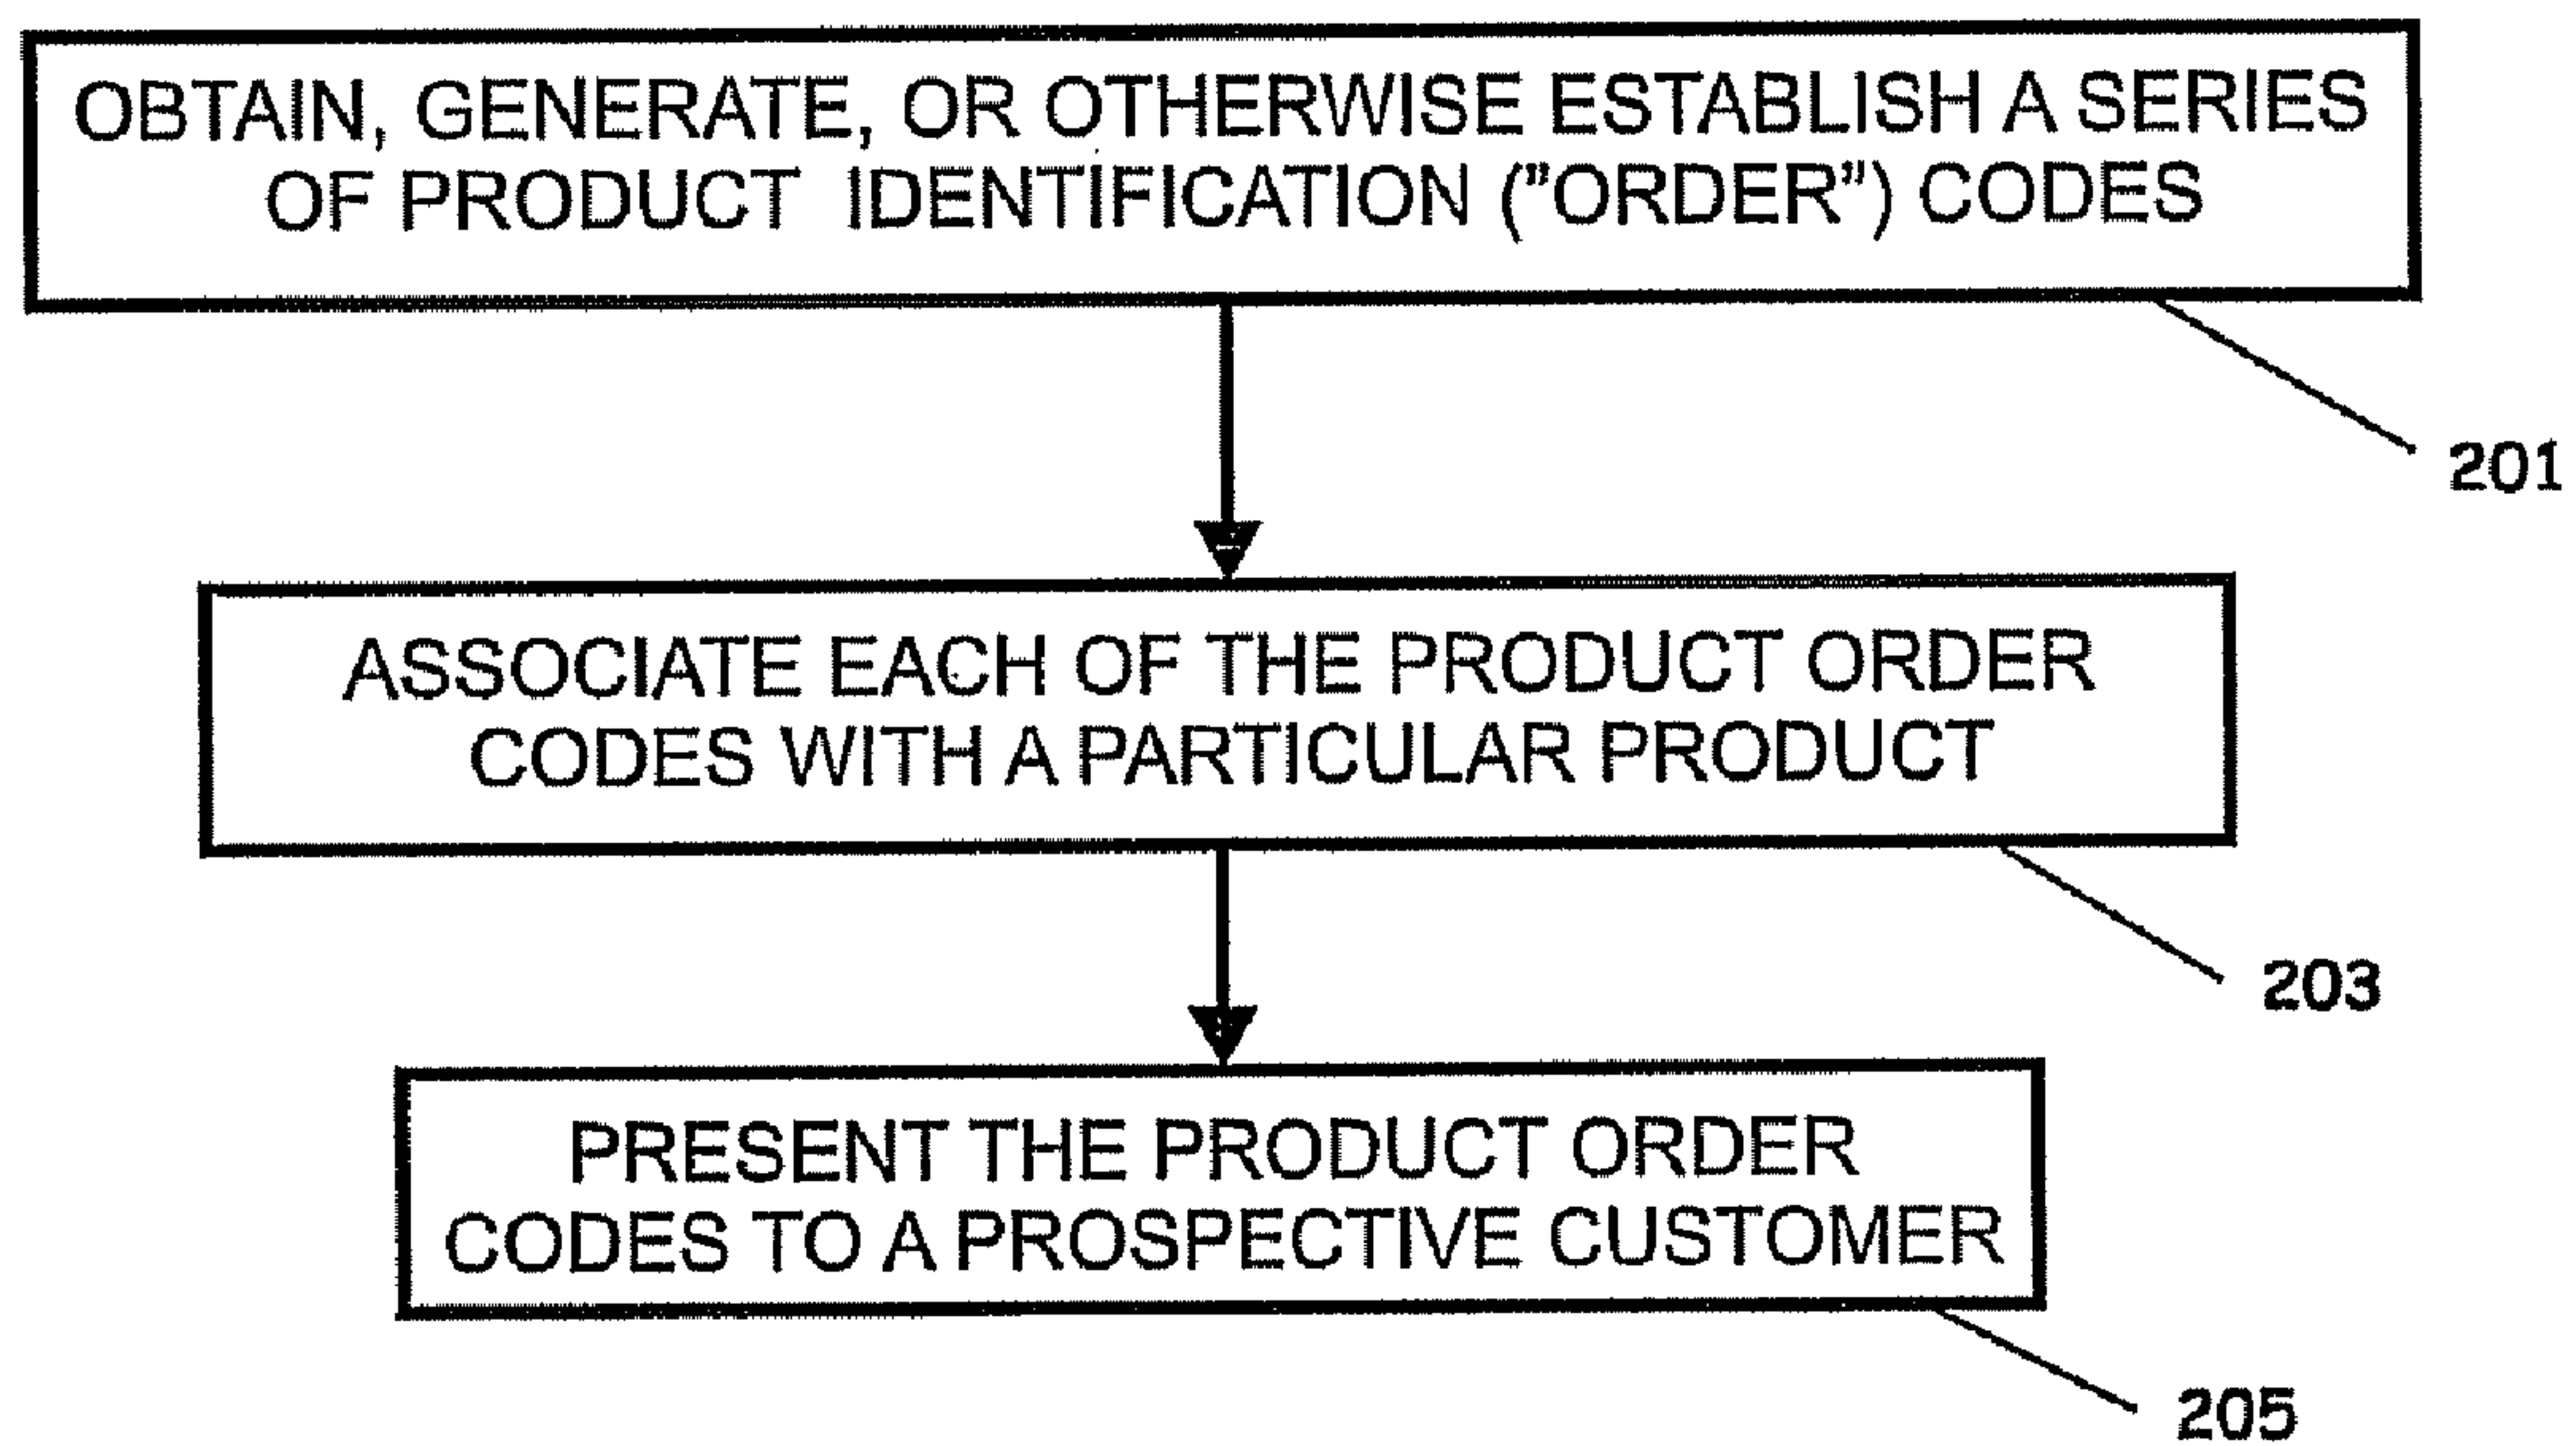 OBTAIN, GENERATE, OR OTHERWISE ESTABLISH A SERIES
OF PRODUCT IDENTIFICATION ("ORDER") CODES
201
ASSOCIATE EACH OF THE PRODUCT ORDER
CODES WITH A PARTICULAR PRODUCT
203
PRESENT THE PRODUCT ORDER
CODES TO A PROSPECTIVE CUSTOMER
205